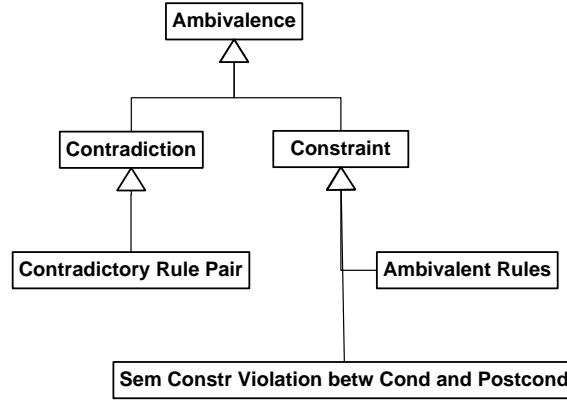 Ambivalence
Contradiction
Constraint
Contradictory Rule Pair
Ambivalent Rules
Sem Constr Violation betw Cond and Postcond